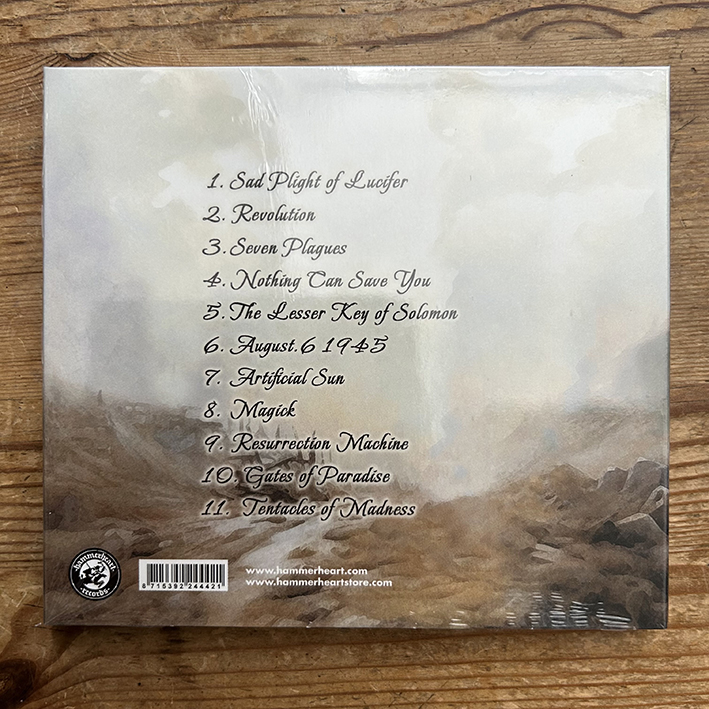 1. Sad Plight of Lucifer
2. Revolution
3. Seven Plagues
4. Nothing Can Save You
5. The Lesser Key of Solomon
6. August.6 1945
7. Artificial Sun
8. Magick
9. Resurrection Machine
10. Gates of Paradise
11. Tentacles of Madness
·hammerheart·
·records·
8 715392 244421
www.hammerheart.com
www.hammerheartstore.com